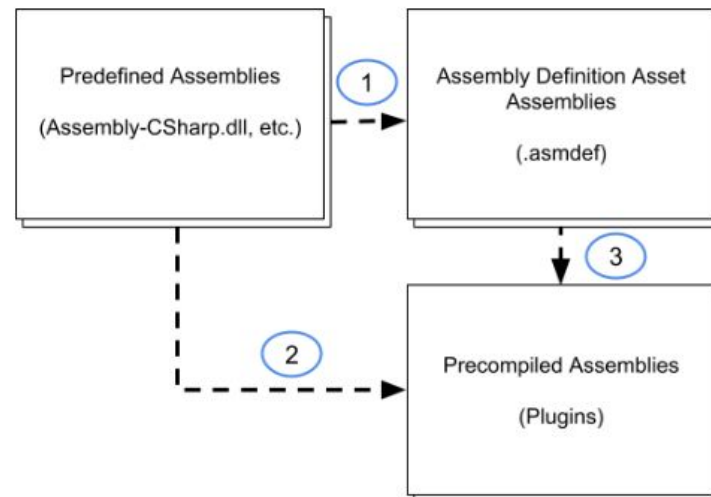 Predefined Assemblies
(Assembly-CSharp.dll, etc.)
1
Assembly Definition Asset
Assemblies
(.asmdef)
3
2
Precompiled Assemblies
(Plugins)